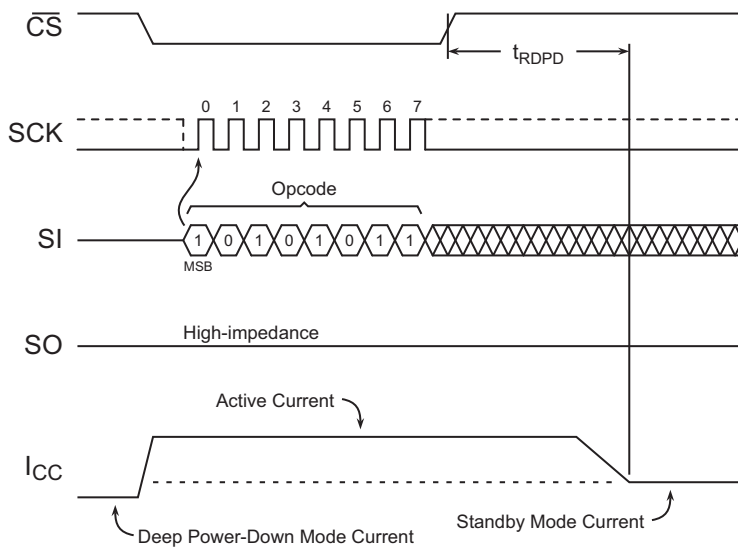 CS
tRDPD
0 1 2 3 4 5 6 7
SCK
Opcode
SI
1 0 1 0 1 0 1 1
MSB
High-impedance
SO
Active Current
ICC
Standby Mode Current
Deep Power-Down Mode Current